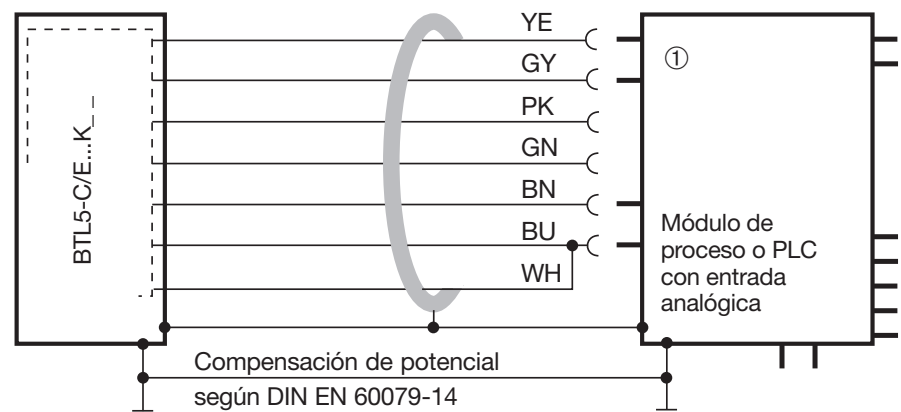 BTL5-C/E...K_ _
YE
GY
PK
GN
BN
BU
WH
①
Módulo de
proceso o PLC
con entrada
analógica
Compensación de potencial
según DIN EN 60079-14